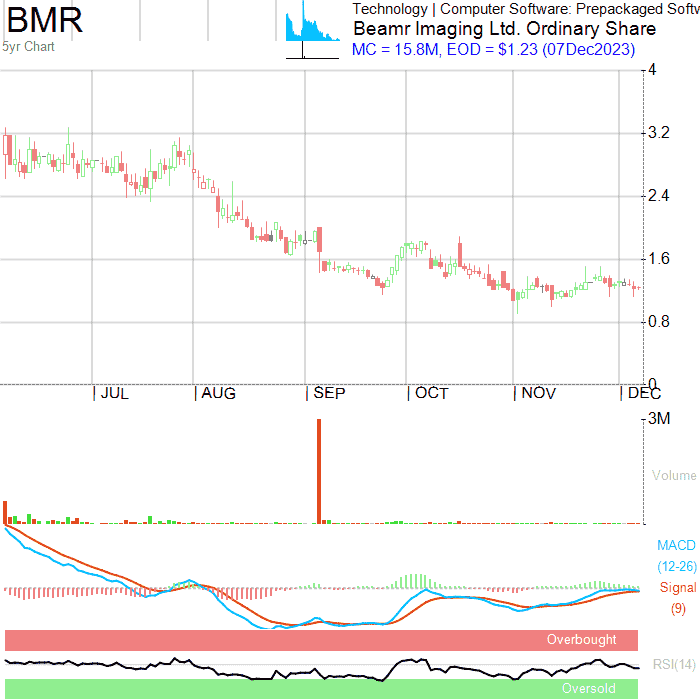 BMR
5yr Chart
Technology | Computer Software: Prepackaged Softw
Beamr Imaging Ltd. Ordinary Share
MC = 15.8M, EOD = $1.23 (07Dec2023)
4
3.2
2.4
1.6
0.8
0
JUL AUG SEP OCT NOV DEC
3M
Volume
MACD
(12-26)
Signal
(9)
Overbought
RSI(14)
Oversold